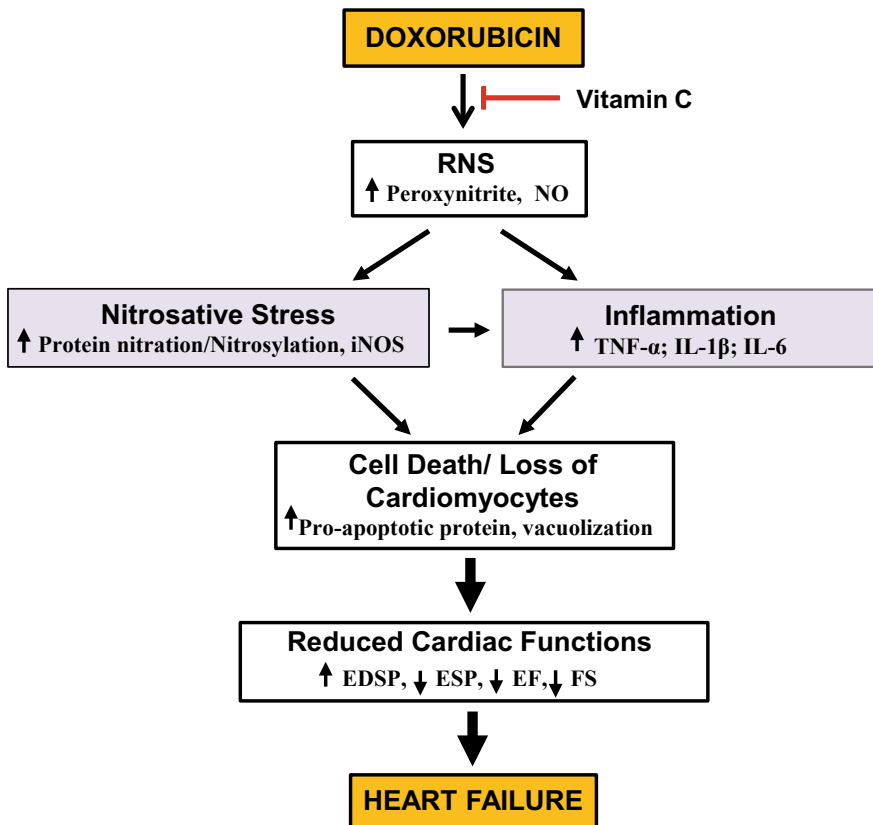 DOXORUBICIN
Vitamin C
RNS
↑ Peroxynitrite, NO
Nitrosative Stress
↑ Protein nitration/Nitrosylation, iNOS
Inflammation
↑ TNF-α; IL-1β; IL-6
Cell Death/ Loss of
Cardiomyocytes
↑Pro-apoptotic protein, vacuolization
Reduced Cardiac Functions
↑ EDSP, ↓ ESP, ↓ EF,↓ FS
HEART FAILURE